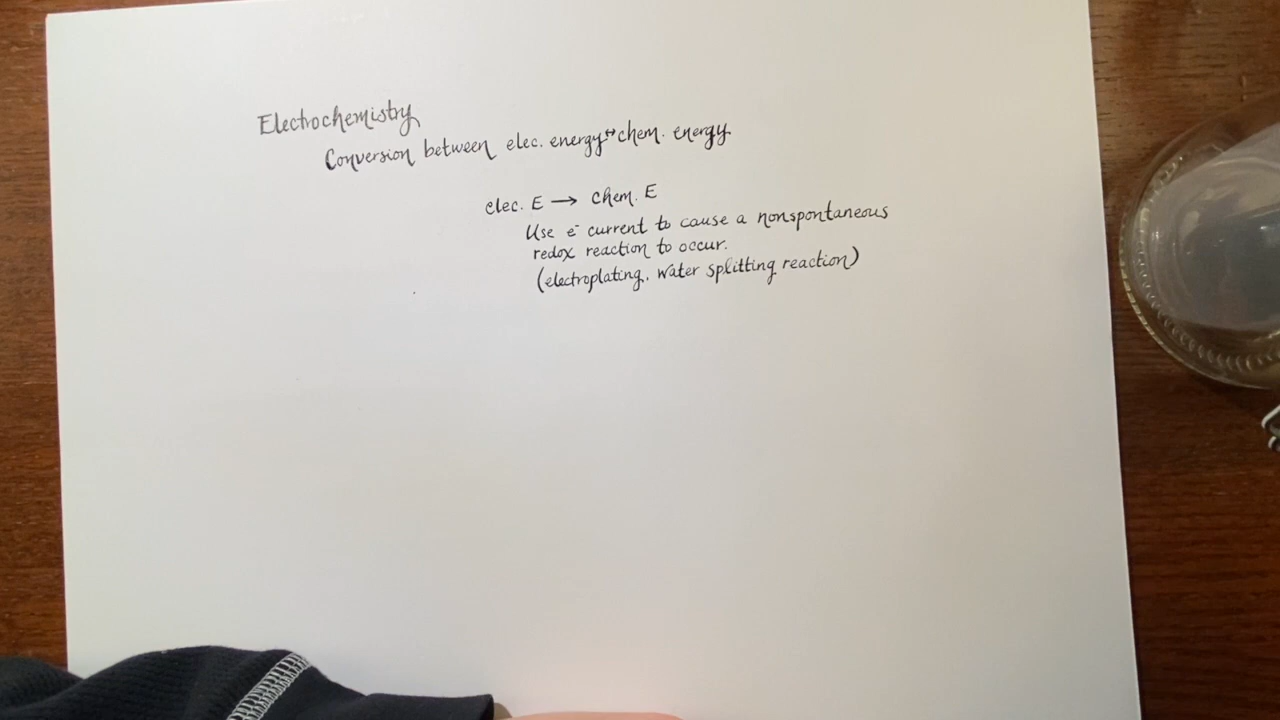 Electrochemistry
Conversion between elec. energy ↔ chem. energy
elec. E → chem. E
Use e⁻ current to cause a nonspontaneous
redox reaction to occur.
(electroplating, water splitting reaction)